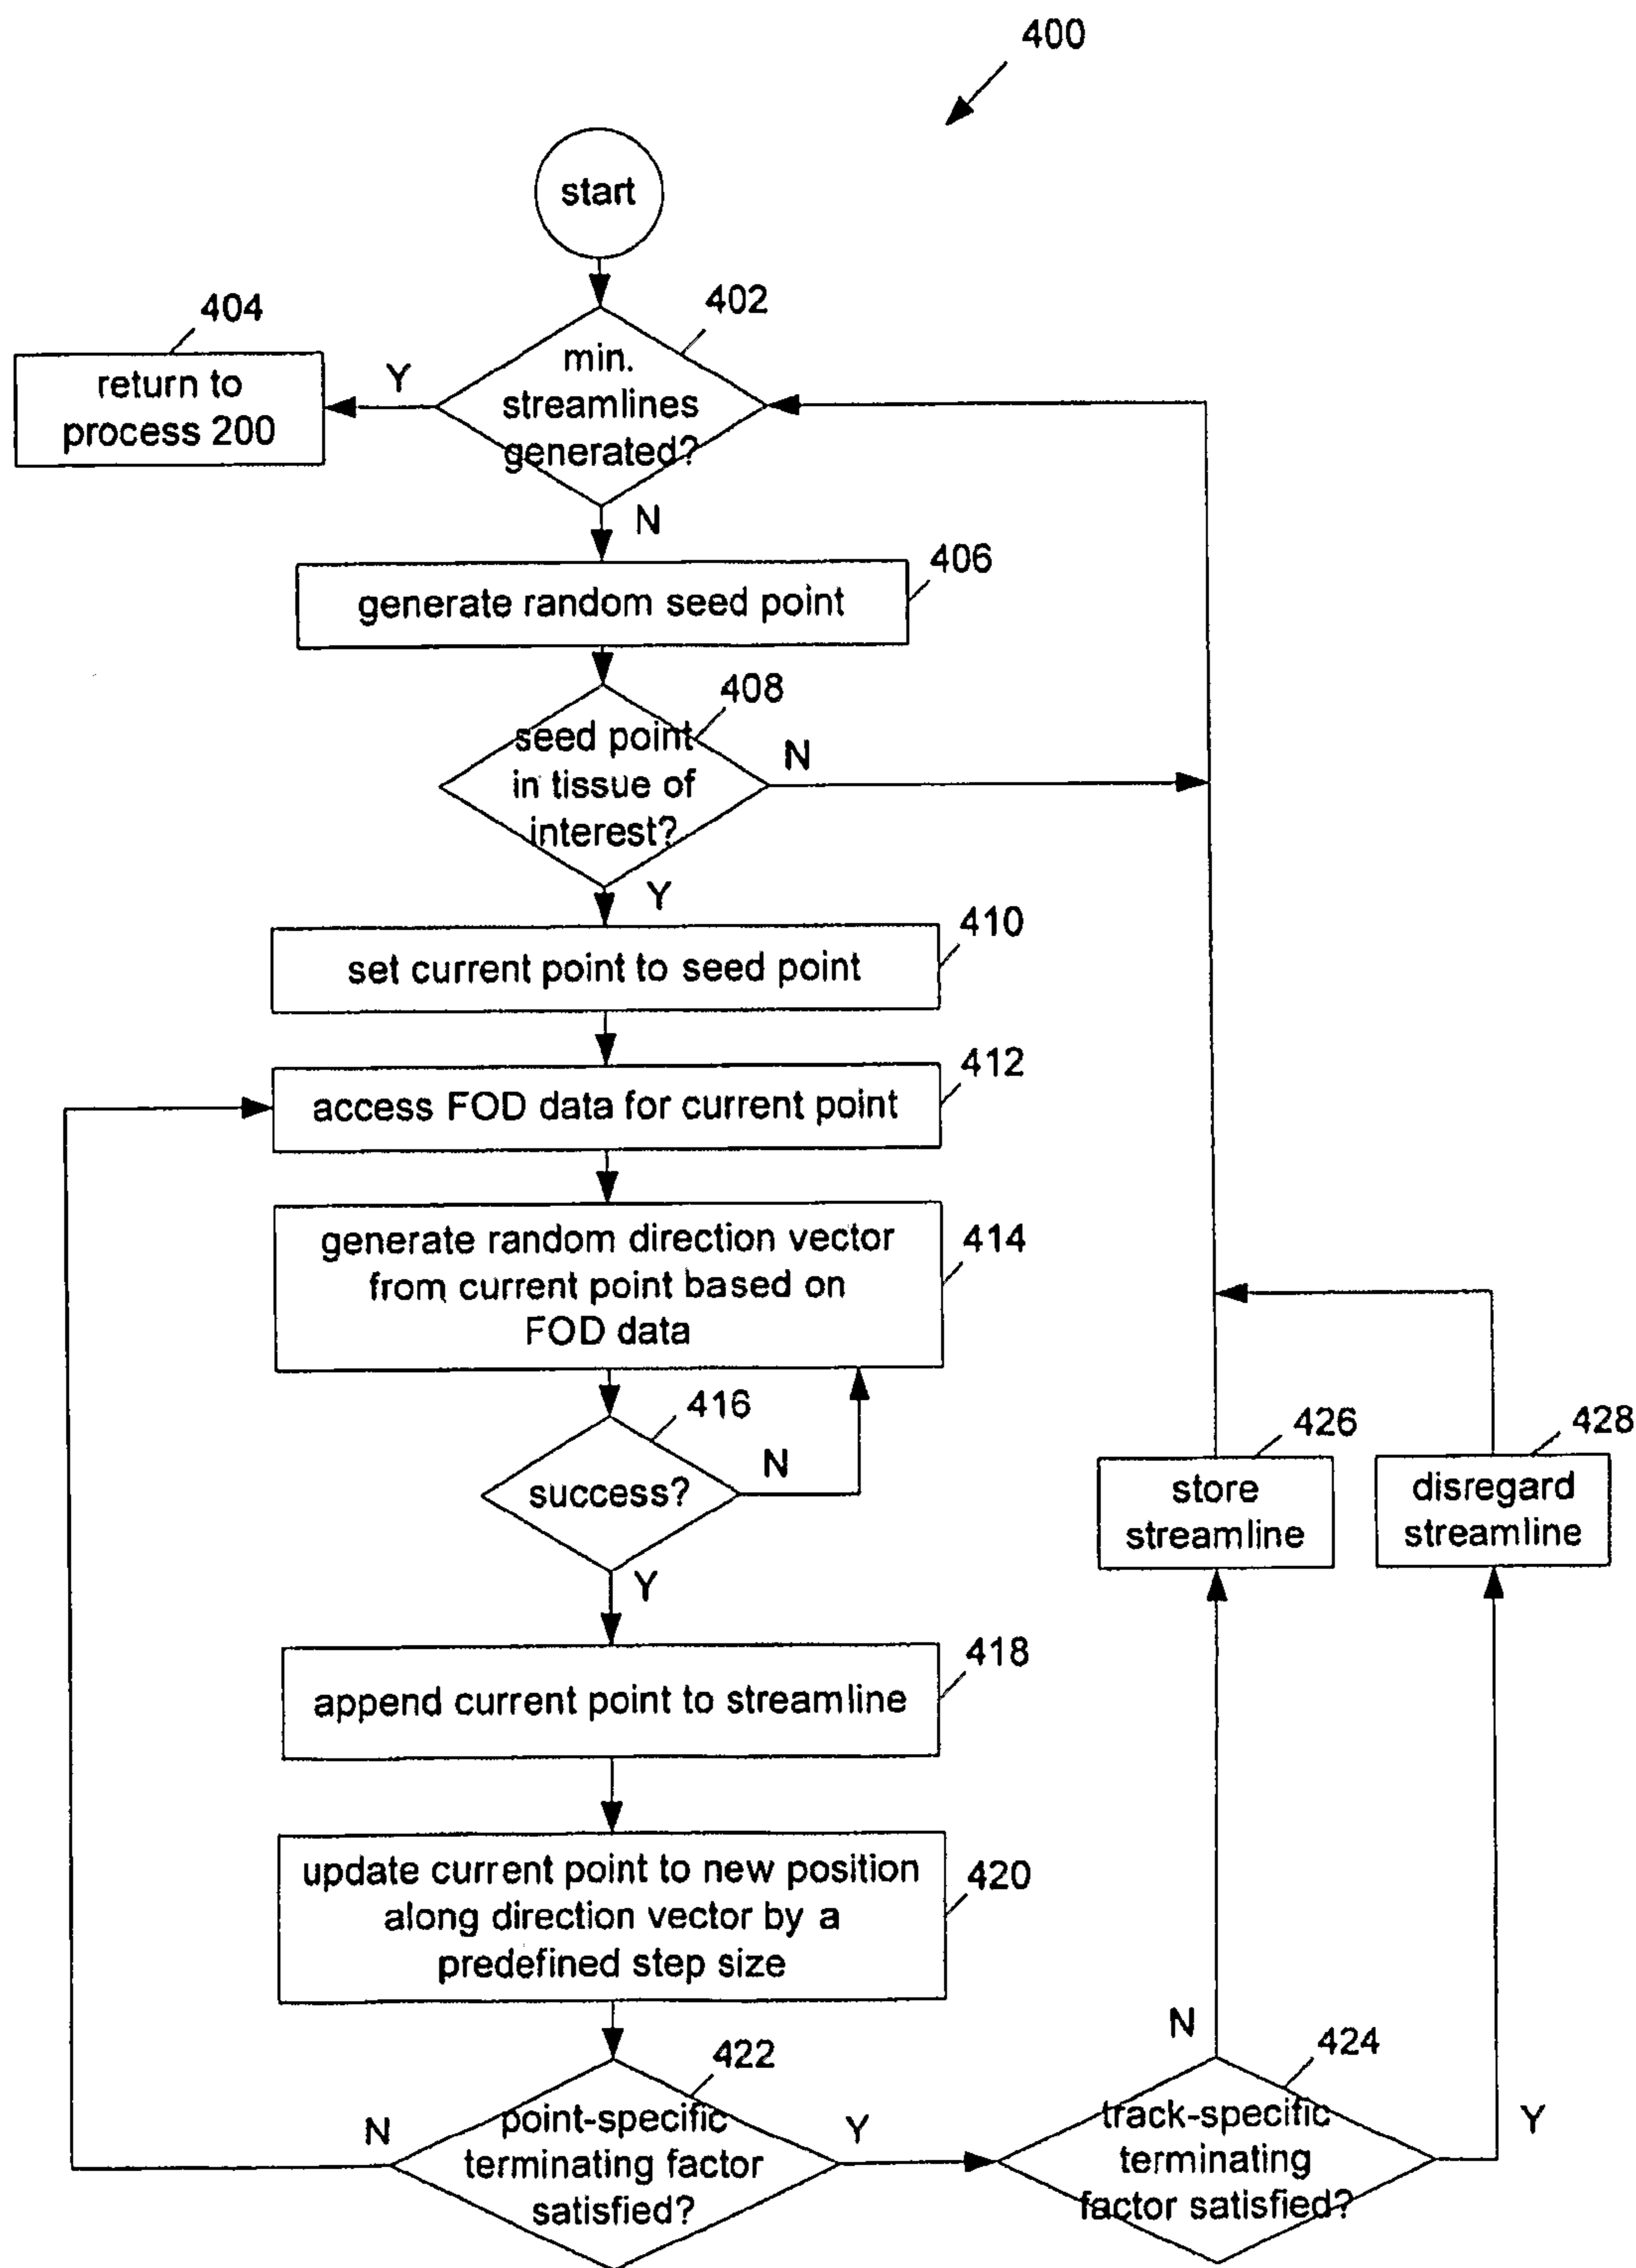 400
start
402
404
min.
streamlines
generated?
Y
return to
process 200
N
406
generate random seed point
408
seed point
in tissue of
interest?
N
Y
410
set current point to seed point
412
access FOD data for current point
414
generate random direction vector
from current point based on
FOD data
416
success?
N
Y
426
store
streamline
428
disregard
streamline
418
append current point to streamline
420
update current point to new position
along direction vector by a
predefined step size
422
point-specific
terminating factor
satisfied?
N
Y
424
track-specific
terminating
factor satisfied?
N
Y